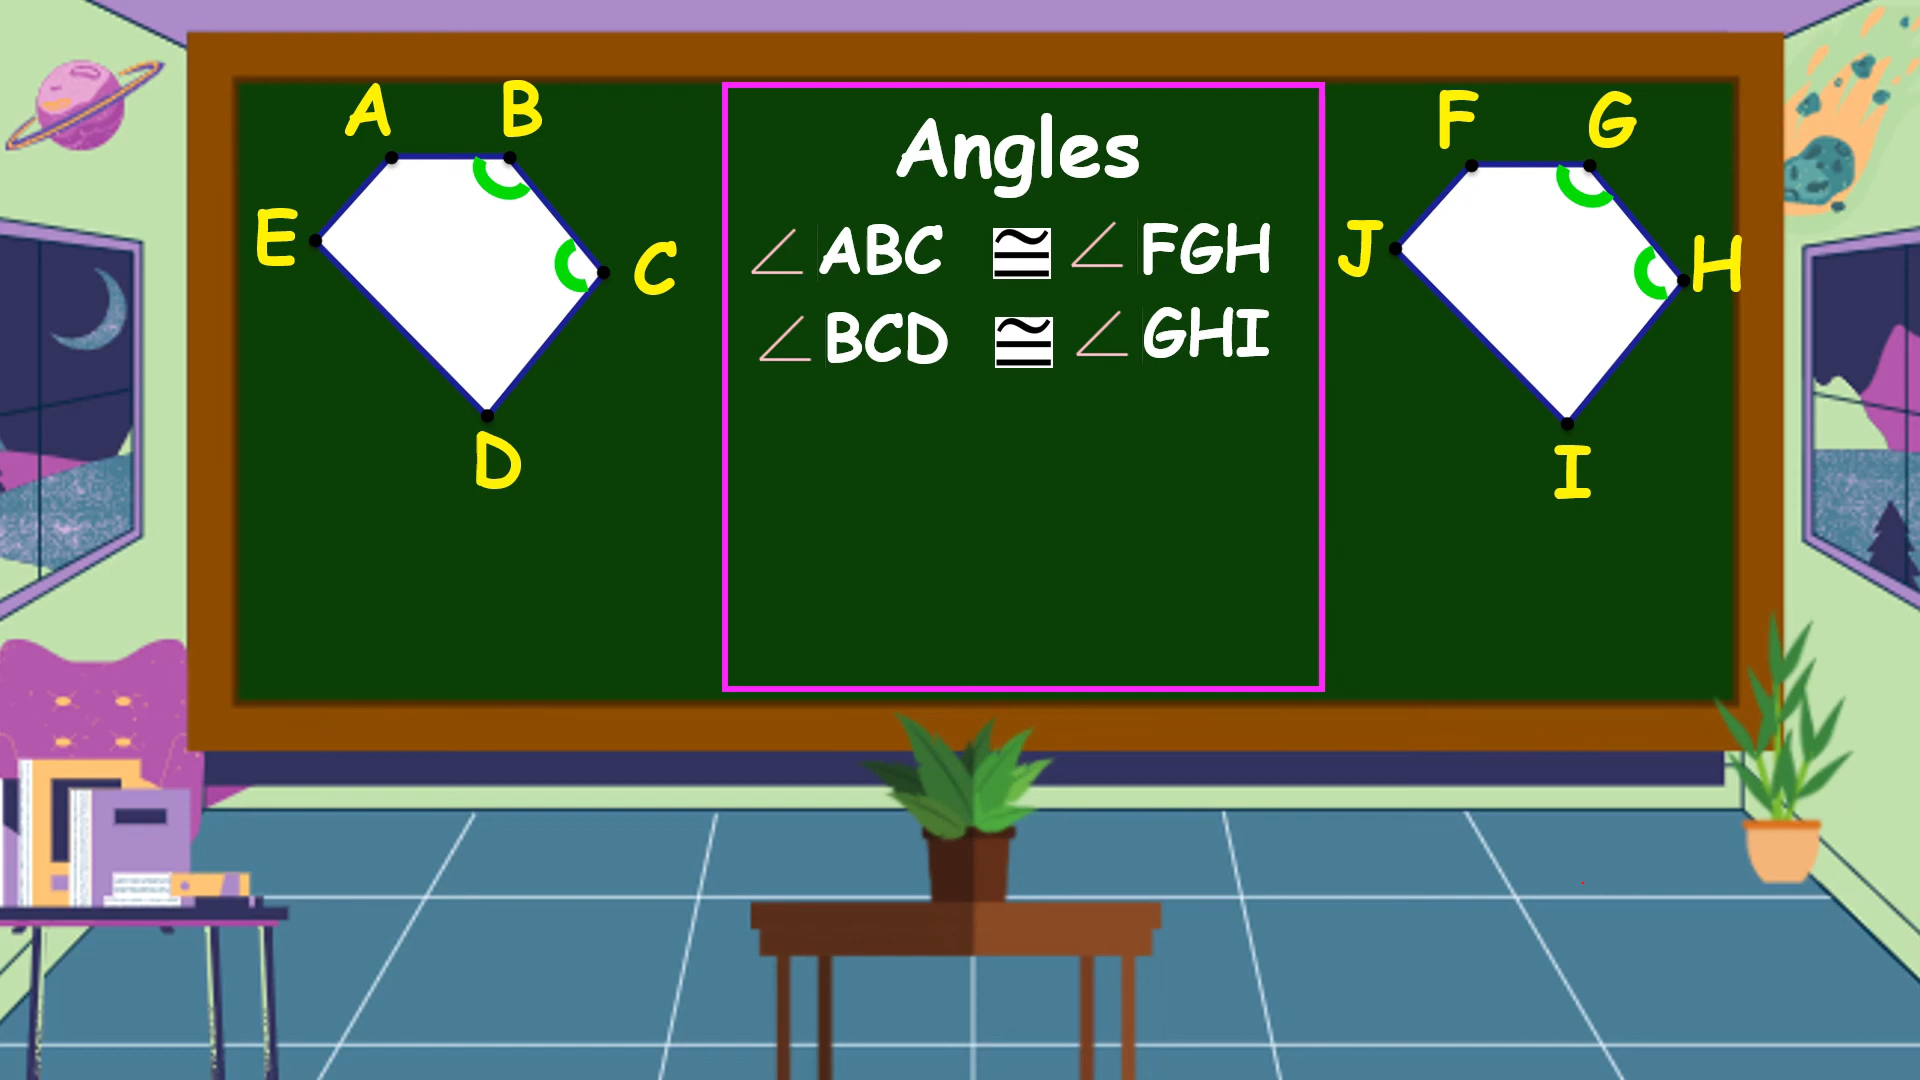 A B
E
C
D
Angles
∠ ABC ≅ ∠ FGH
∠ BCD ≅ ∠ GHI
F G
J
H
I